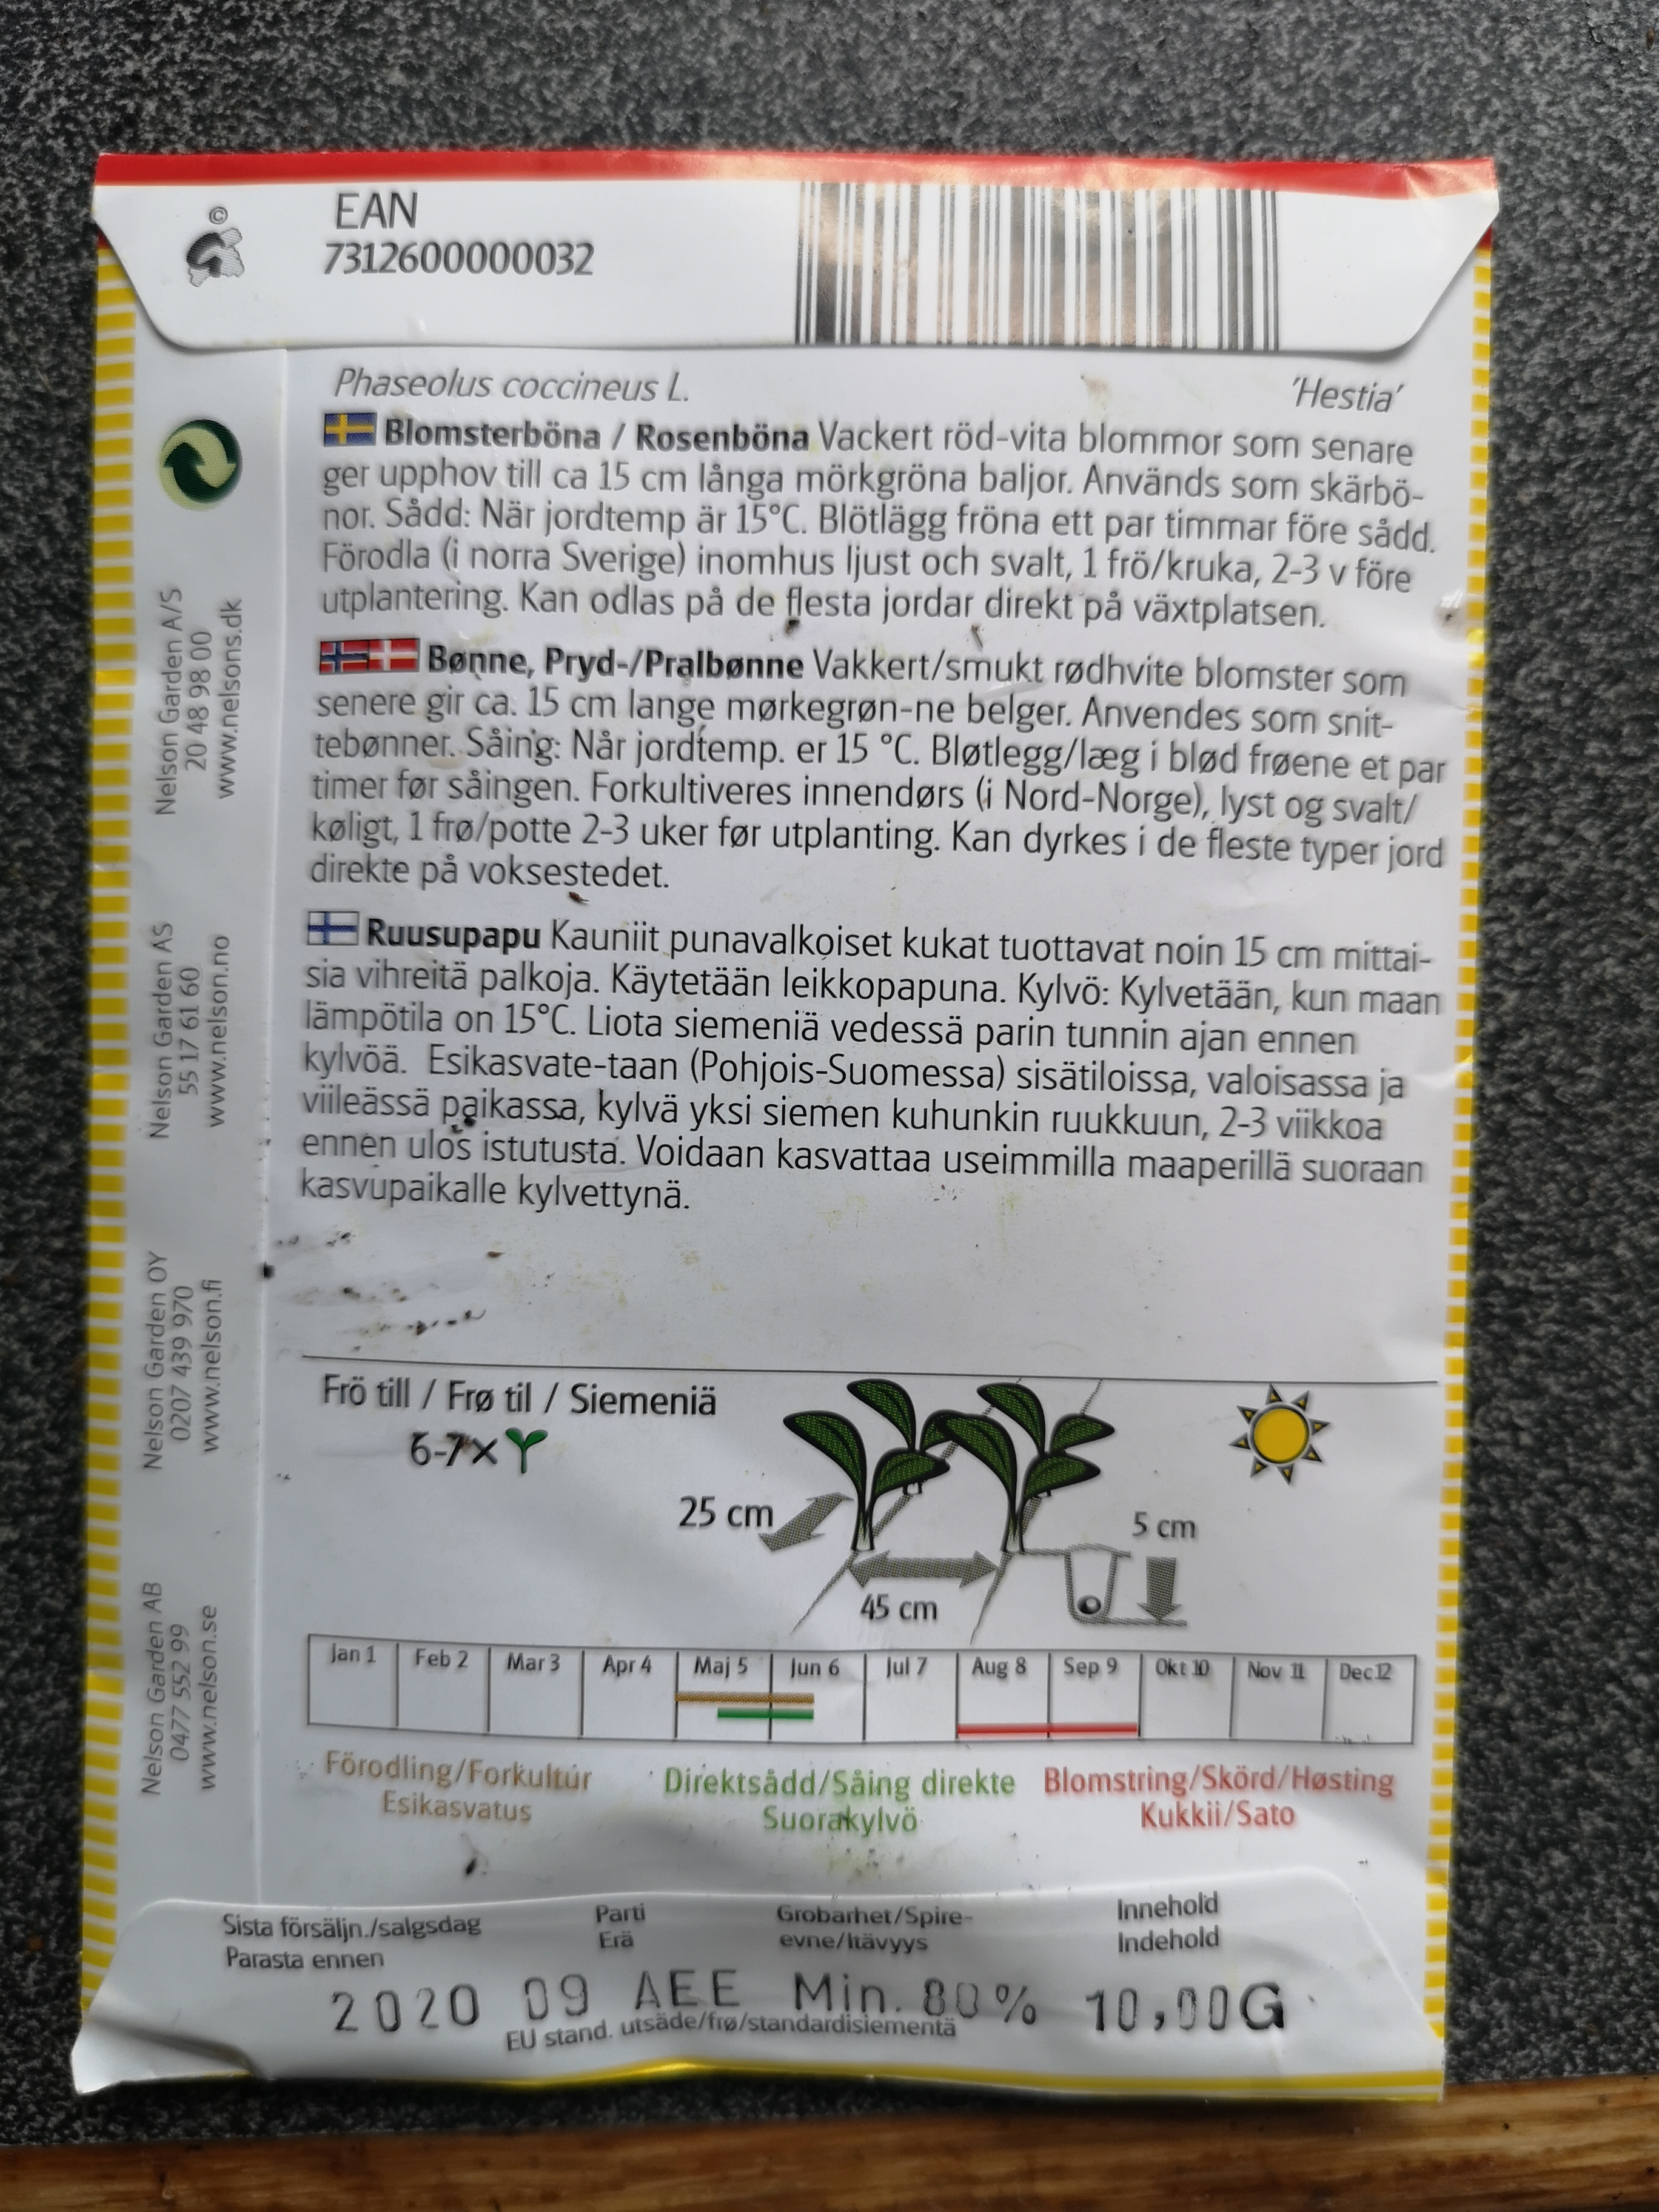 ©
EAN
7312600000032
Phaseolus coccineus L. 'Hestia'
Blomsterböna / Rosenböna Vackert röd-vita blommor som senare
ger upphov till ca 15 cm långa mörkgröna baljor. Används som skärbö-
nor. Sådd: När jordtemp är 15°C. Blötlägg fröna ett par timmar före sådd.
Förodla (i norra Sverige) inomhus ljust och svalt, 1 frö/kruka, 2-3 v före
utplantering. Kan odlas på de flesta jordar direkt på växtplatsen.
Bønne, Pryd-/Pralbønne Vakkert/smukt rødhvite blomster som
senere gir ca. 15 cm lange mørkegrøn-ne belger. Anvendes som snit-
tebønner. Såing: Når jordtemp. er 15 °C. Bløtlegg/læg i blød frøene et par
timer før såingen. Forkultiveres innendørs (i Nord-Norge), lyst og svalt/
køligt, 1 frø/potte 2-3 uker før utplanting. Kan dyrkes i de fleste typer jord
direkte på voksestedet.
Ruusupapu Kauniit punavalkoiset kukat tuottavat noin 15 cm mittai-
sia vihreitä palkoja. Käytetään leikkopapuna. Kylvö: Kylvetään, kun maan
lämpötila on 15°C. Liota siemeniä vedessä parin tunnin ajan ennen
kylvöä. Esikasvate-taan (Pohjois-Suomessa) sisätiloissa, valoisassa ja
viileässä paikassa, kylvä yksi siemen kuhunkin ruukkuun, 2-3 viikkoa
ennen ulos istutusta. Voidaan kasvattaa useimmilla maaperillä suoraan
kasvupaikalle kylvettynä.
Nelson Garden A/S
20 48 98 00
www.nelsons.dk
Nelson Garden AS
55 17 61 60
www.nelson.no
Nelson Garden OY
0207 439 970
www.nelson.fi
Nelson Garden AB
0477 552 99
www.nelson.se
Frö till / Frø til / Siemeniä
6-7x
25 cm
45 cm
5 cm
Jan 1 Feb 2 Mar 3 Apr 4 Maj 5 Jun 6 Jul 7 Aug 8 Sep 9 Okt 10 Nov 11 Dec12
Förodling/Forkultur
Esikasvatus
Direktsådd/Såing direkte
Suorakylvö
Blomstring/Skörd/Høsting
Kukkii/Sato
Sista försäljn./salgsdag
Parasta ennen
Parti
Erä
Grobarhet/Spire-
evne/Itävyys
Innehold
Indehold
2020 09 AEE Min. 80% 10,00G
EU stand. utsäde/frø/standardisiementä